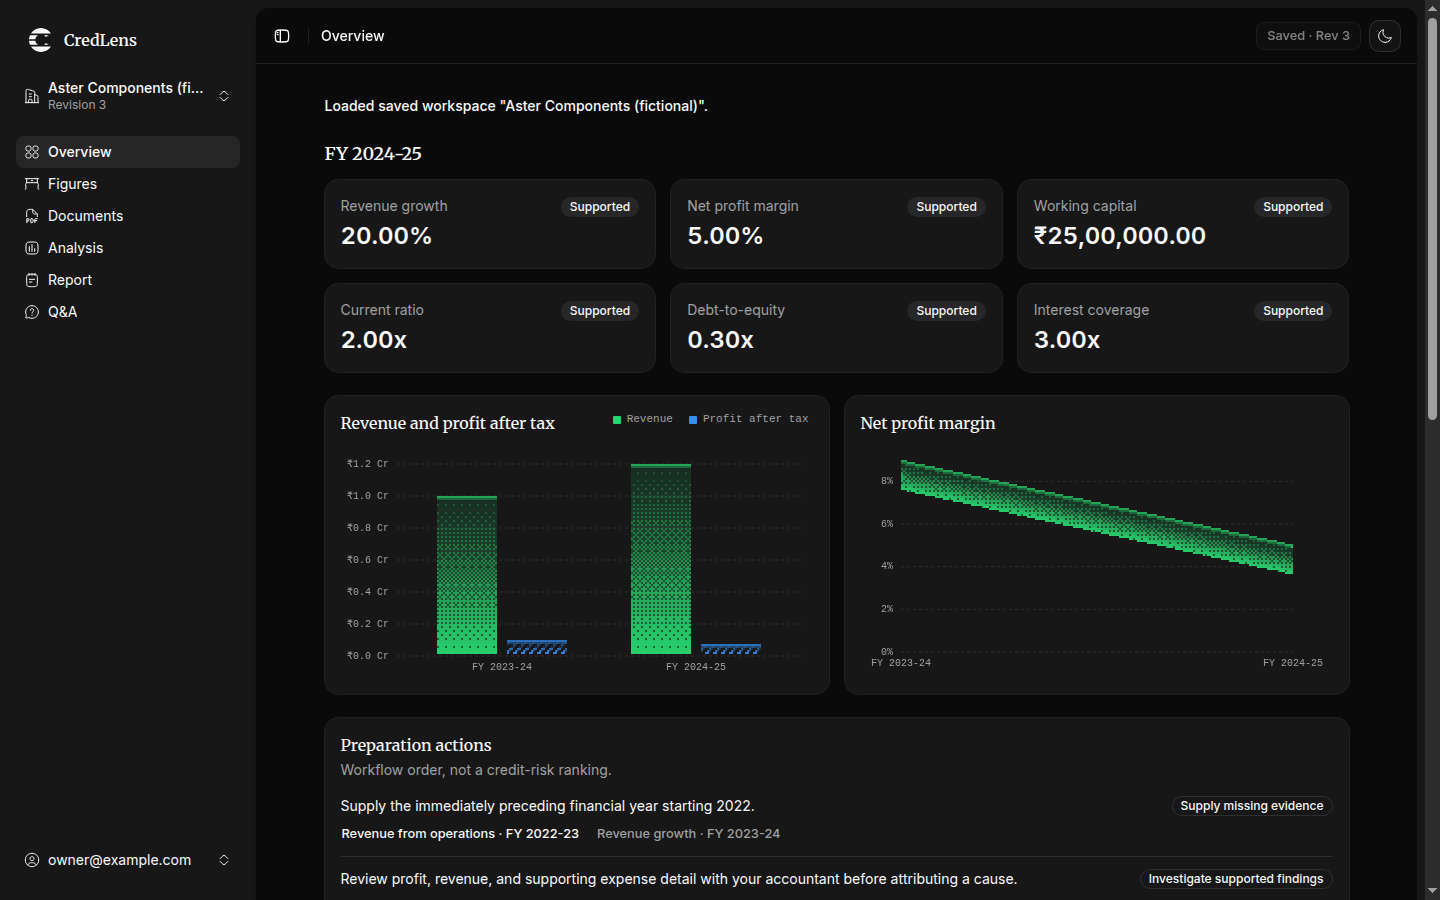 CredLens
Aster Components (fi...
Revision 3
Overview
Figures
Documents
Analysis
Report
Q&A
owner@example.com
Overview
Saved · Rev 3
Loaded saved workspace "Aster Components (fictional)".
FY 2024-25
Revenue growth
Supported
20.00%
Net profit margin
Supported
5.00%
Working capital
Supported
₹25,00,000.00
Current ratio
Supported
2.00x
Debt-to-equity
Supported
0.30x
Interest coverage
Supported
3.00x
Revenue and profit after tax
Revenue
Profit after tax
₹1.2 Cr
₹1.0 Cr
₹0.8 Cr
₹0.6 Cr
₹0.4 Cr
₹0.2 Cr
₹0.0 Cr
FY 2023-24
FY 2024-25
Net profit margin
8%
6%
4%
2%
0%
FY 2023-24
FY 2024-25
Preparation actions
Workflow order, not a credit-risk ranking.
Supply the immediately preceding financial year starting 2022.
Supply missing evidence
Revenue from operations · FY 2022-23
Revenue growth · FY 2023-24
Review profit, revenue, and supporting expense detail with your accountant before attributing a cause.
Investigate supported findings